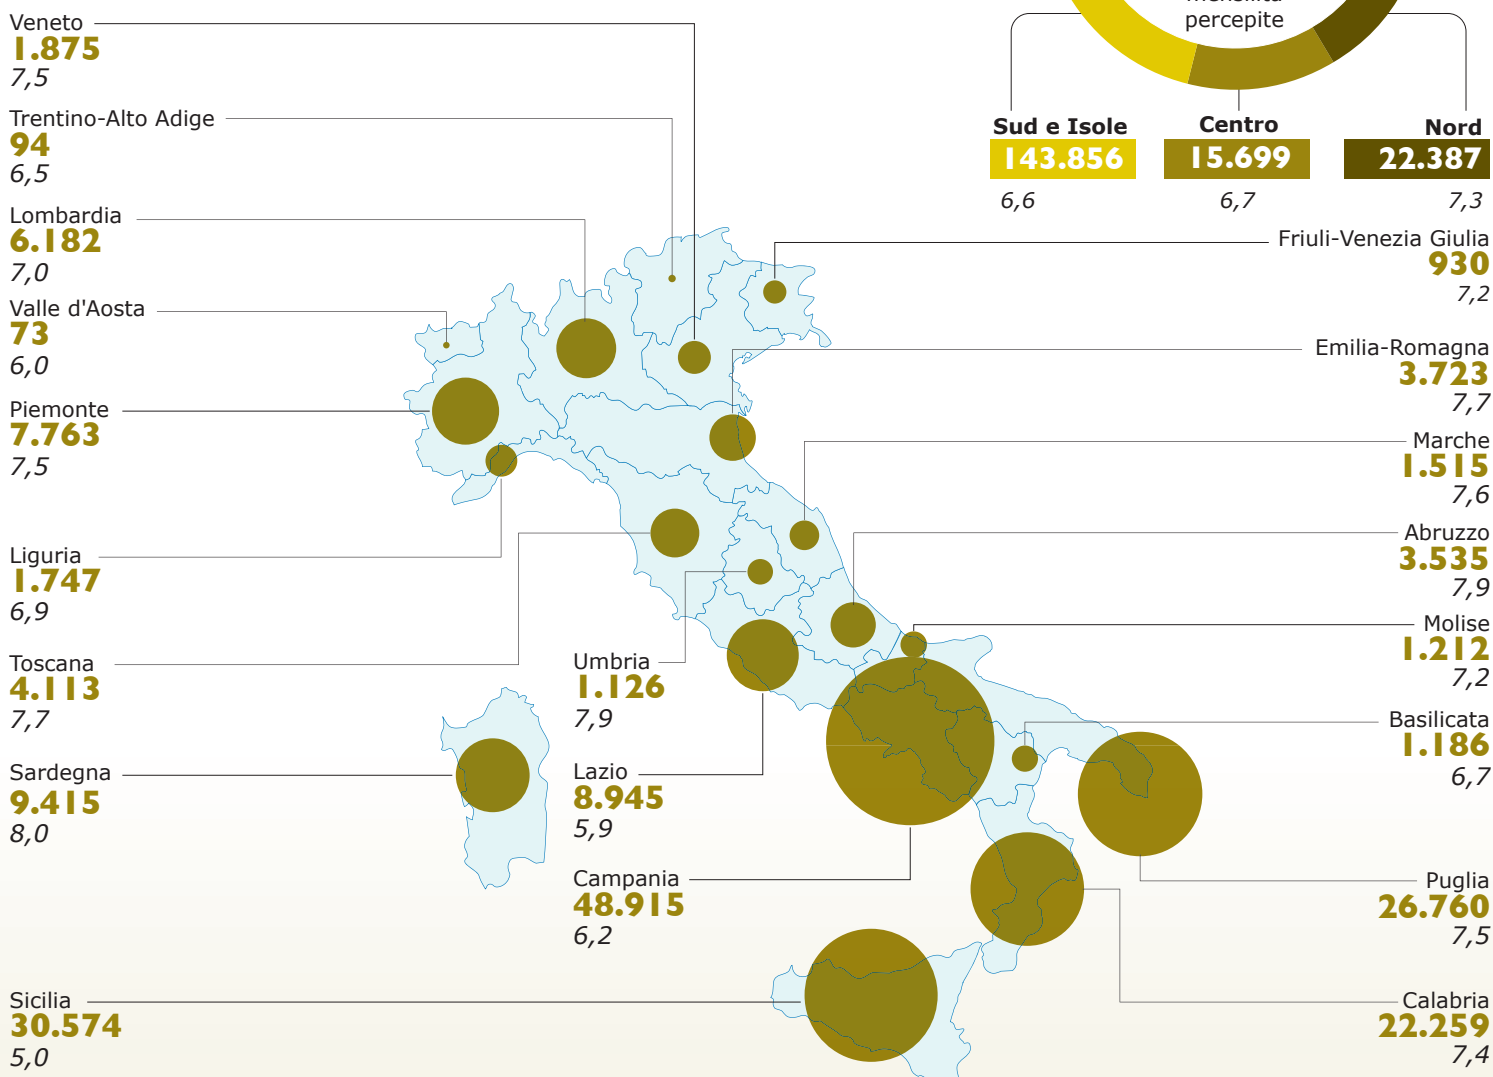 mensilità
percepite
Sud e Isole
143.856
6,6
Centro
15.699
6,7
Nord
22.387
7,3
Veneto
1.875
7,5
Trentino-Alto Adige
94
6,5
Lombardia
6.182
7,0
Valle d'Aosta
73
6,0
Piemonte
7.763
7,5
Liguria
1.747
6,9
Toscana
4.113
7,7
Sardegna
9.415
8,0
Sicilia
30.574
5,0
Umbria
1.126
7,9
Lazio
8.945
5,9
Campania
48.915
6,2
Friuli-Venezia Giulia
930
7,2
Emilia-Romagna
3.723
7,7
Marche
1.515
7,6
Abruzzo
3.535
7,9
Molise
1.212
7,2
Basilicata
1.186
6,7
Puglia
26.760
7,5
Calabria
22.259
7,4